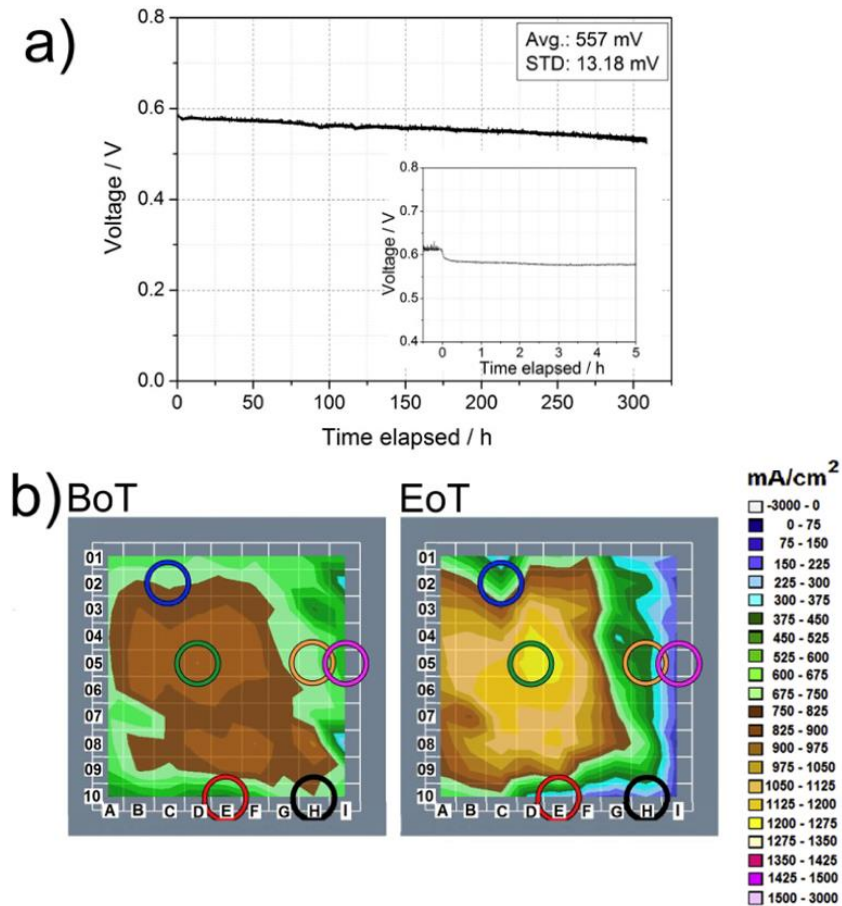 a)
Avg.: 557 mV
STD: 13.18 mV
0.8
0.6
0.4
0.2
0.0
Voltage / V
0 50 100 150 200 250 300
Time elapsed / h
0.8
0.7
0.6
0.5
0.4
Voltage / V
0 1 2 3 4 5
Time elapsed / h
b) BoT
01
02
03
04
05
06
07
08
09
10
A B C D E F G H I
EoT
01
02
03
04
05
06
07
08
09
10
A B C D E F G H I
mA/cm²
-3000 - 0
0 - 75
75 - 150
150 - 225
225 - 300
300 - 375
375 - 450
450 - 525
525 - 600
600 - 675
675 - 750
750 - 825
825 - 900
900 - 975
975 - 1050
1050 - 1125
1125 - 1200
1200 - 1275
1275 - 1350
1350 - 1425
1425 - 1500
1500 - 3000